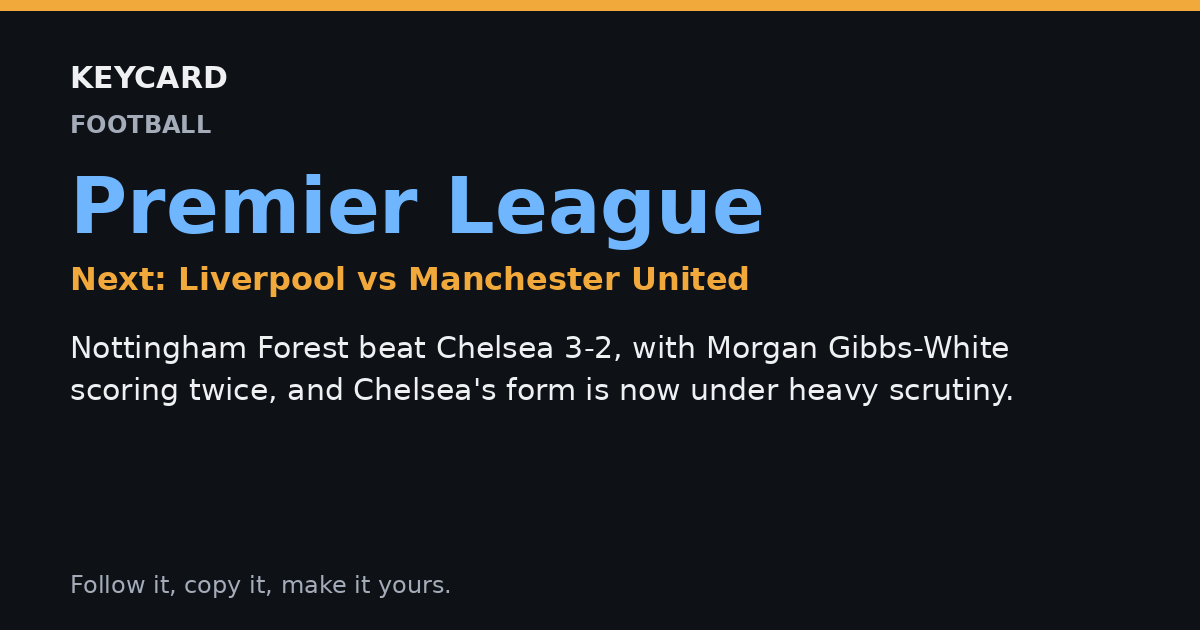 KEYCARD
FOOTBALL
Premier League
Next: Liverpool vs Manchester United
Nottingham Forest beat Chelsea 3-2, with Morgan Gibbs-White
scoring twice, and Chelsea's form is now under heavy scrutiny.
Follow it, copy it, make it yours.